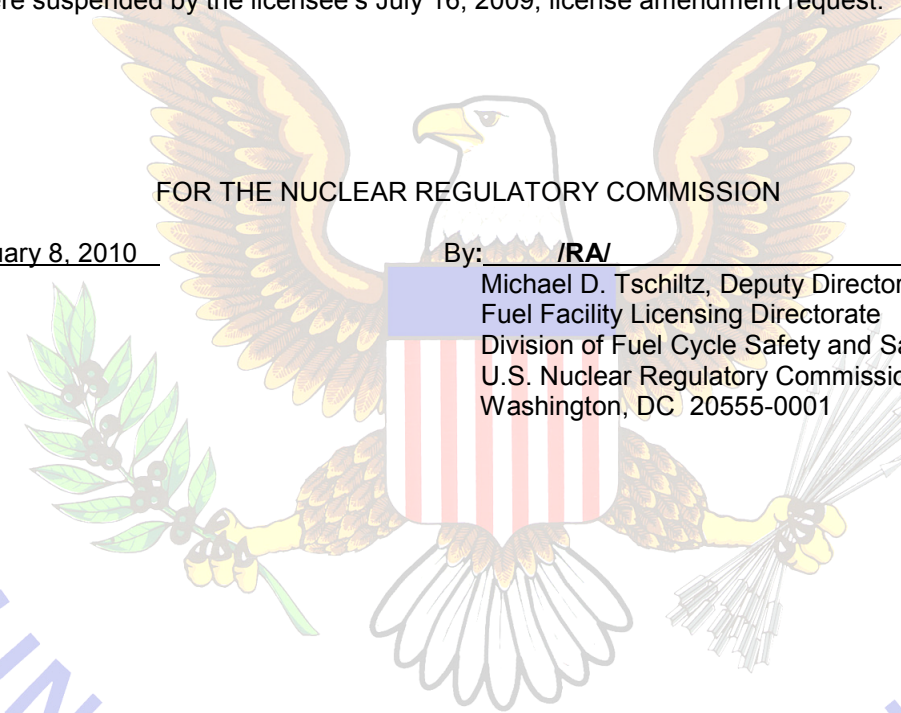 re suspended by the licensee's July 16, 2009, license amendment request.
FOR THE NUCLEAR REGULATORY COMMISSION
uary 8, 2010 By: /RA/
Michael D. Tschiltz, Deputy Director
Fuel Facility Licensing Directorate
Division of Fuel Cycle Safety and Sa
U.S. Nuclear Regulatory Commissio
Washington, DC 20555-0001